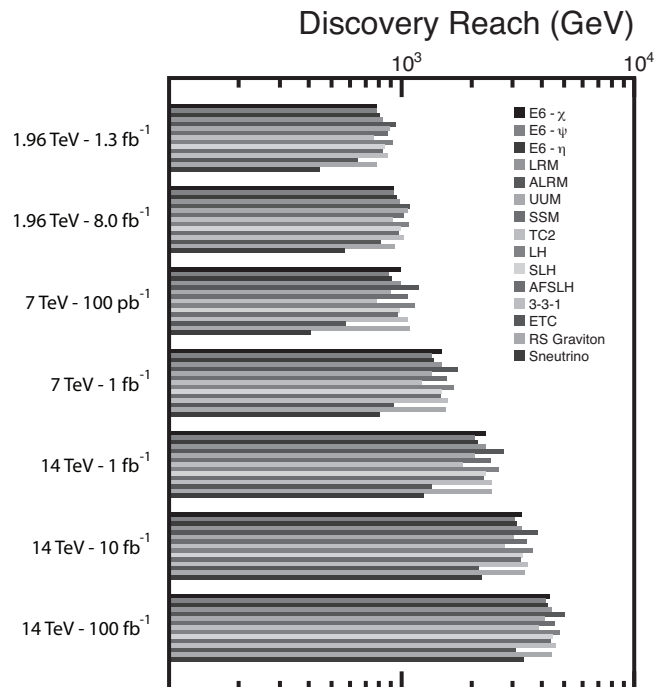 Discovery Reach (GeV)
10³ 10⁴
1.96 TeV - 1.3 fb⁻¹
1.96 TeV - 8.0 fb⁻¹
7 TeV - 100 pb⁻¹
7 TeV - 1 fb⁻¹
14 TeV - 1 fb⁻¹
14 TeV - 10 fb⁻¹
14 TeV - 100 fb⁻¹
E6 - χ
E6 - ψ
E6 - η
LRM
ALRM
UUM
SSM
TC2
LH
SLH
AFSLH
3-3-1
ETC
RS Graviton
Sneutrino